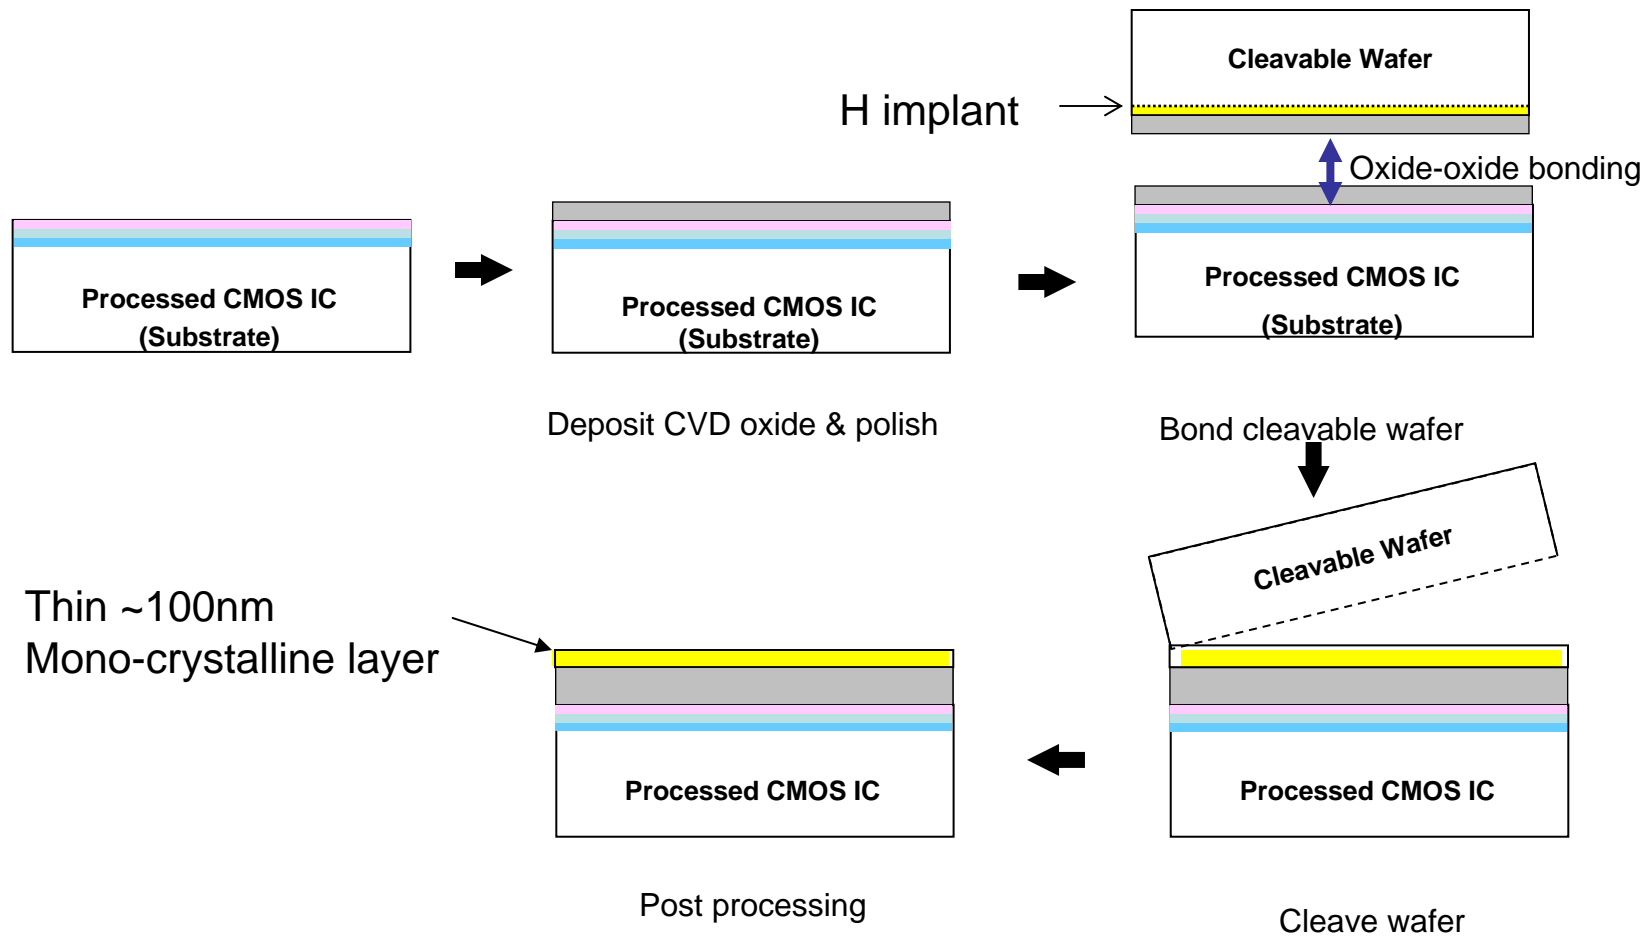 Cleavable Wafer
H implant
Oxide-oxide bonding
Processed CMOS IC
(Substrate)
Processed CMOS IC
(Substrate)
Processed CMOS IC
(Substrate)
Deposit CVD oxide & polish
Bond cleavable wafer
Cleavable Wafer
Thin ~100nm
Mono-crystalline layer
Processed CMOS IC
Processed CMOS IC
Post processing
Cleave wafer